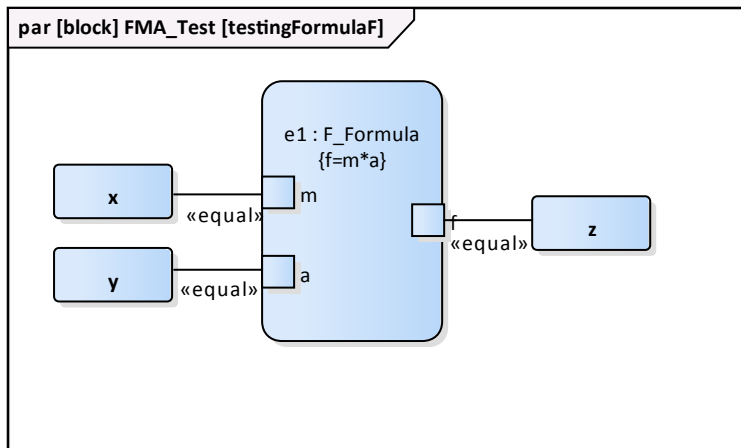 par [block] FMA_Test [testingFormulaF]
e1 : F_Formula
{f=m*a}
x
m
«equal»
f
«equal»
z
y
a
«equal»